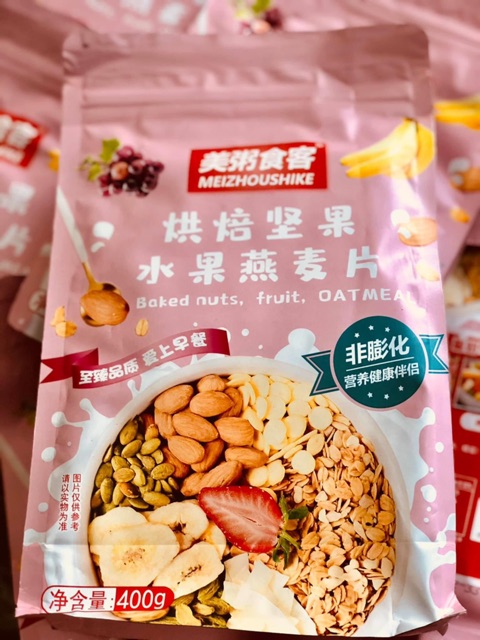 美粥食客
MEIZHOUSHIKE
烘焙坚果
水果燕麦片
Baked nuts, fruit, OATMEAL
至臻品质 爱上早餐
非膨化
营养健康伴侣
图片仅供参考
请以实物为准
净含量: 400g